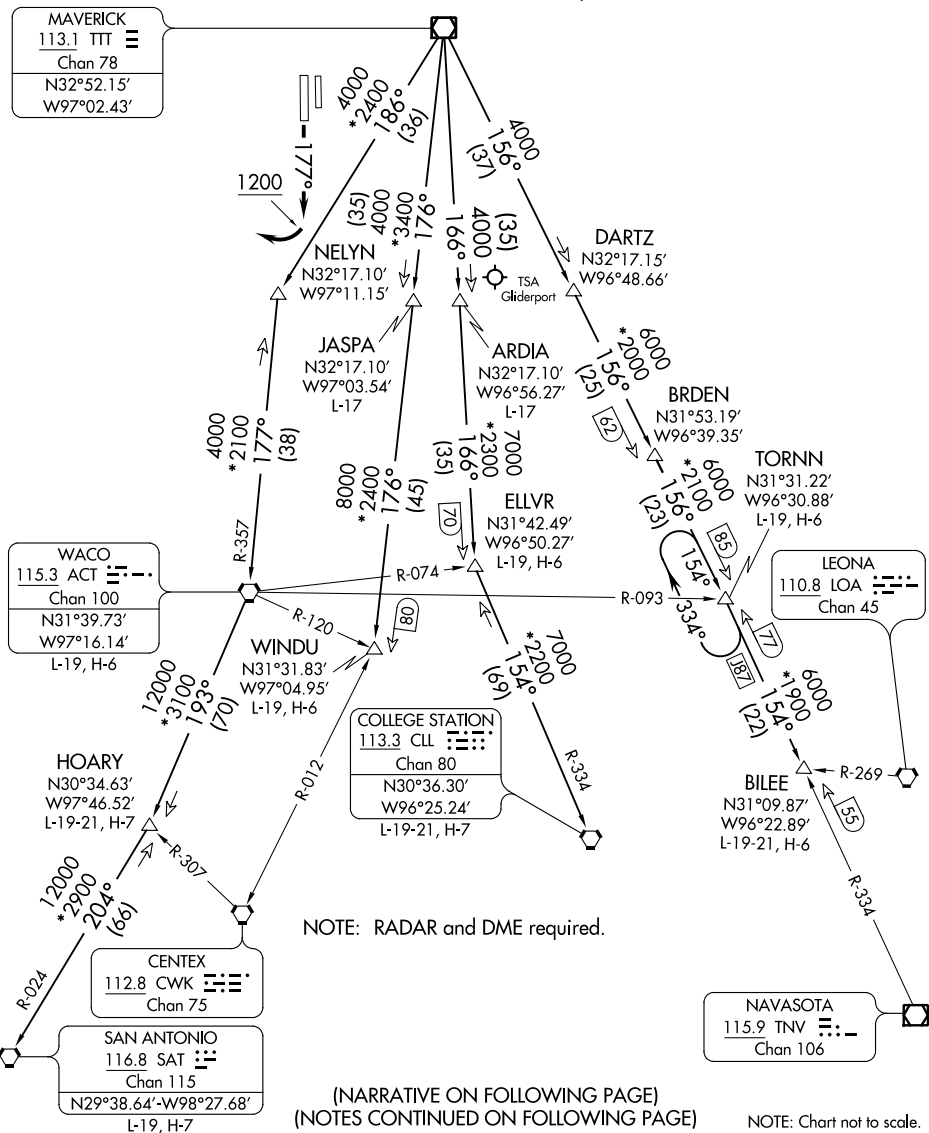 MAVERICK
113.1 TTT
Chan 78
N32°52.15'
W97°02.43'
4000
*2400
186°
(36)
177°
1200
(35)
4000
*3400
176°
166°
4000
(35)
4000
156°
(37)
NELYN
N32°17.10'
W97°11.15'
TSA
Gliderport
DARTZ
N32°17.15'
W96°48.66'
JASPA
N32°17.10'
W97°03.54'
L-17
ARDIA
N32°17.10'
W96°56.27'
L-17
6000
*2000
156°
(25)
62
BRDEN
N31°53.19'
W96°39.35'
4000
*2100
177°
(38)
8000
*2400
176°
(45)
7000
*2300
166°
(35)
70
ELLVR
N31°42.49'
W96°50.27'
L-19, H-6
6000
*2100
156°
(23)
85
TORNN
N31°31.22'
W96°30.88'
L-19, H-6
154°
334°
77
J87
R-357
WACO
115.3 ACT
Chan 100
N31°39.73'
W97°16.14'
L-19, H-6
R-074
R-093
R-120
80
WINDU
N31°31.83'
W97°04.95'
L-19, H-6
LEONA
110.8 LOA
Chan 45
12000
*3100
193°
(70)
7000
*2200
154°
(69)
R-334
6000
*1900
154°
(22)
COLLEGE STATION
113.3 CLL
Chan 80
N30°36.30'
W96°25.24'
L-19-21, H-7
HOARY
N30°34.63'
W97°46.52'
L-19-21, H-7
R-012
R-307
BILEE
N31°09.87'
W96°22.89'
L-19-21, H-6
R-269
55
R-334
12000
*2900
204°
(66)
R-024
NOTE: RADAR and DME required.
CENTEX
112.8 CWK
Chan 75
NAVASOTA
115.9 TNV
Chan 106
SAN ANTONIO
116.8 SAT
Chan 115
N29°38.64'-W98°27.68'
L-19, H-7
(NARRATIVE ON FOLLOWING PAGE)
(NOTES CONTINUED ON FOLLOWING PAGE)
NOTE: Chart not to scale.